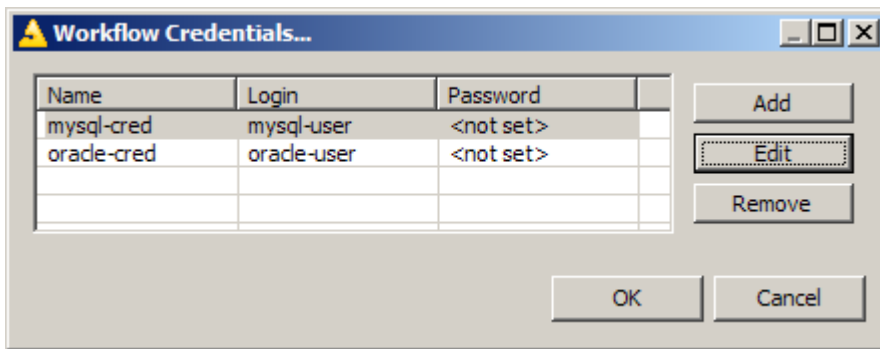 Workflow Credentials...
Name Login Password
mysql-cred mysql-user <not set>
oracle-cred oracle-user <not set>
Add
Edit
Remove
OK Cancel